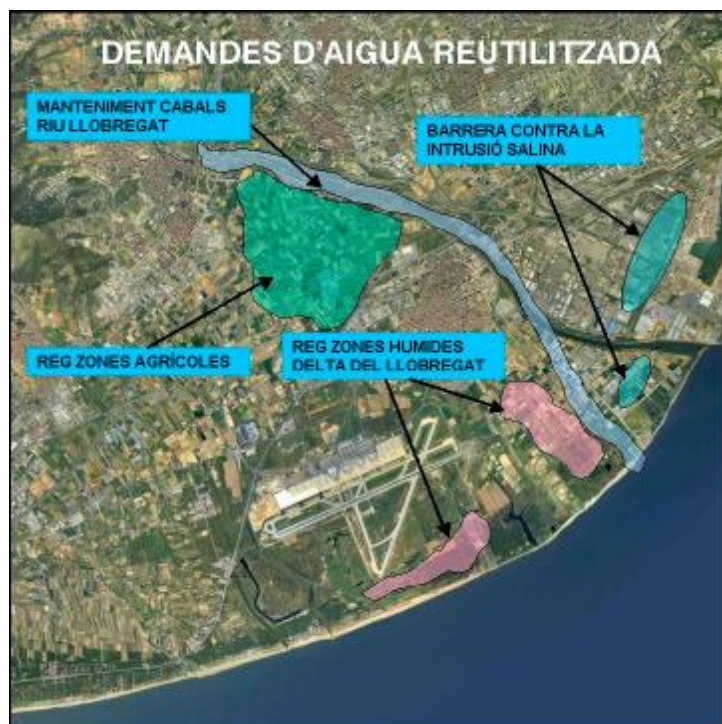 DEMANDES D'AIGUA REUTILITZADA
MANTENIMENT CABALS
RIU LLOBREGAT
BARRERA CONTRA LA
INTRUSIÓ SALINA
REG ZONES AGRÍCOLES
REG ZONES HUMIDES
DELTA DEL LLOBREGAT